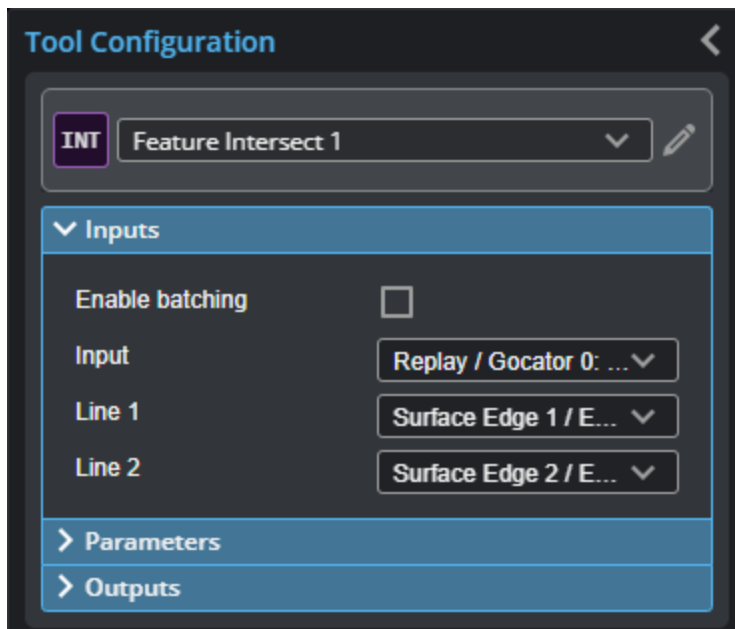 Tool Configuration
INT Feature Intersect 1
Inputs
Enable batching
Input Replay / Gocator 0: ...
Line 1 Surface Edge 1 / E...
Line 2 Surface Edge 2 / E...
Parameters
Outputs